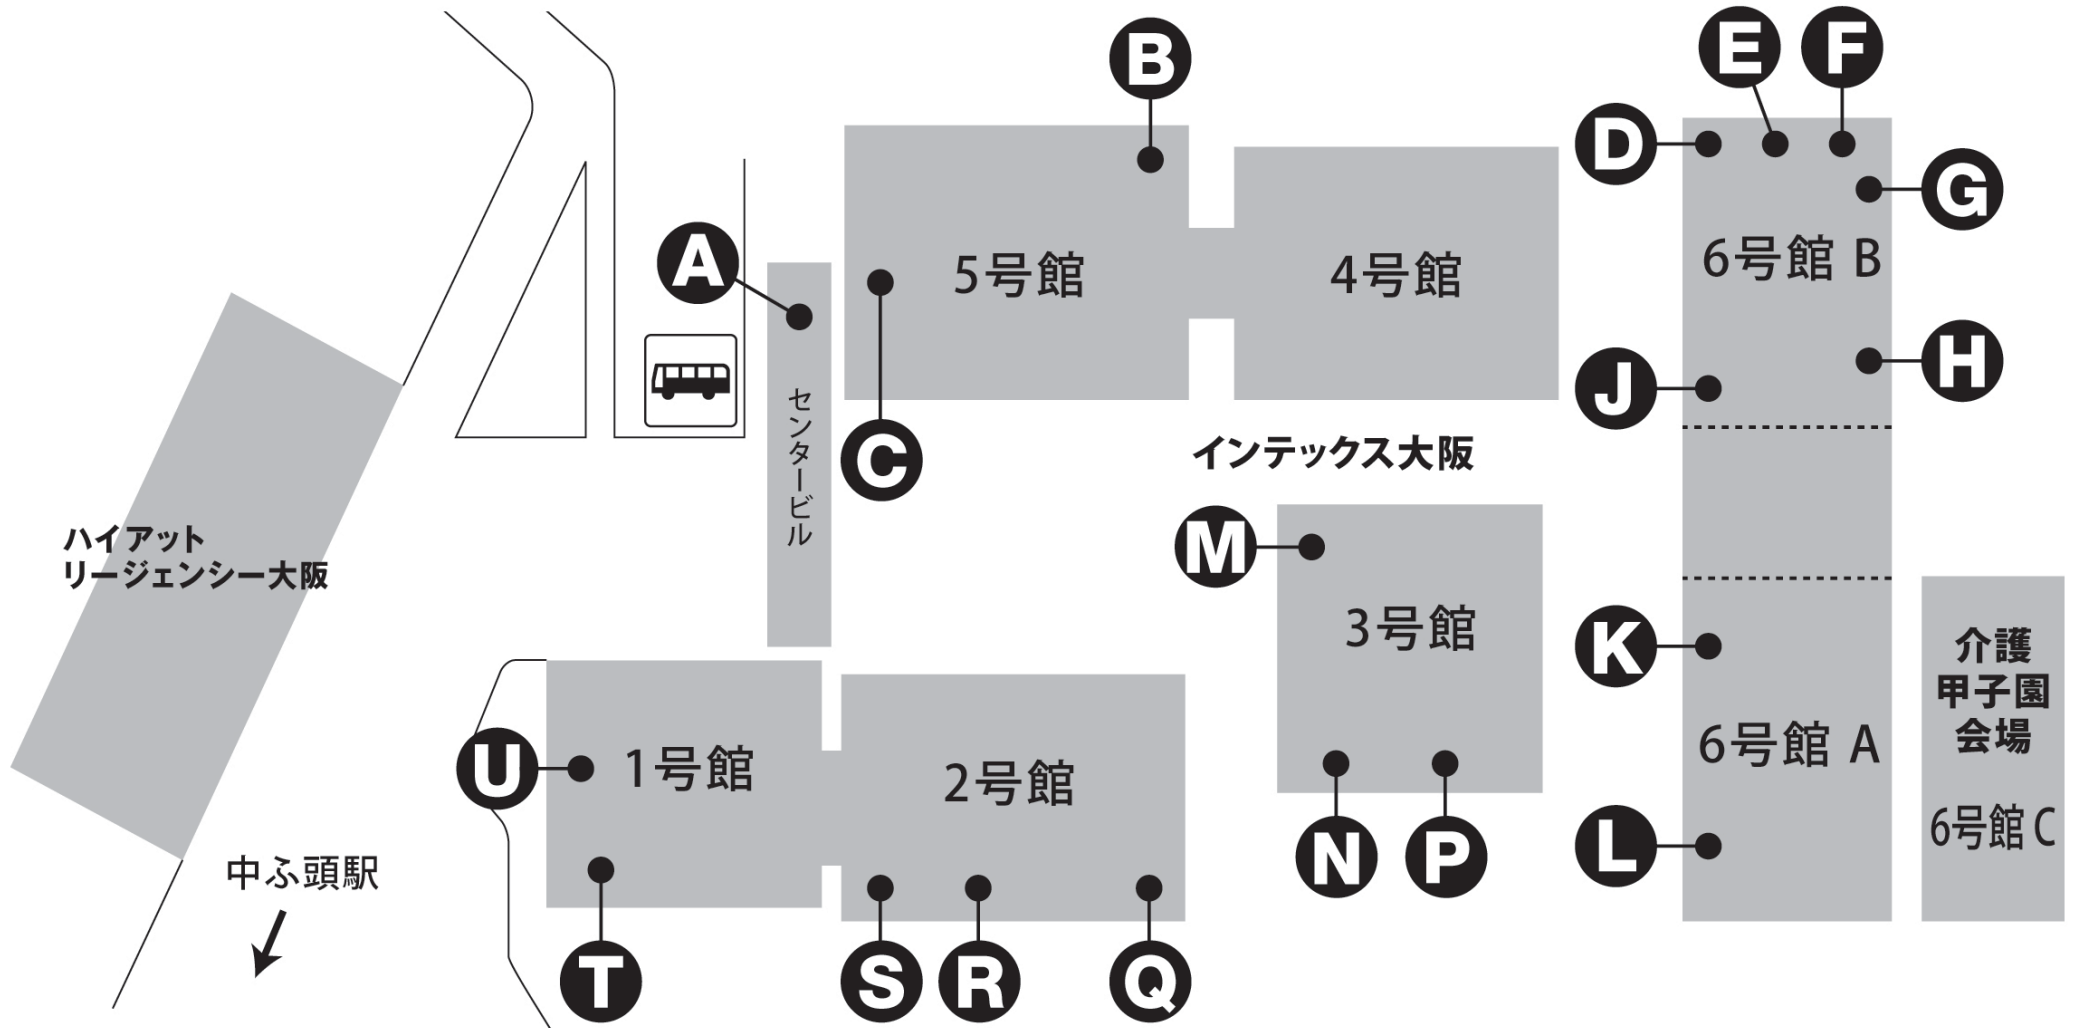 B
E
F
D
G
A
5号館
4号館
6号館 B
H
J
C
センタービル
インテックス大阪
ハイアット
リージェンシー大阪
M
3号館
K
介護
甲子園
会場
6号館 C
6号館 A
U
1号館
2号館
L
N
P
中ふ頭駅
T
S
R
Q